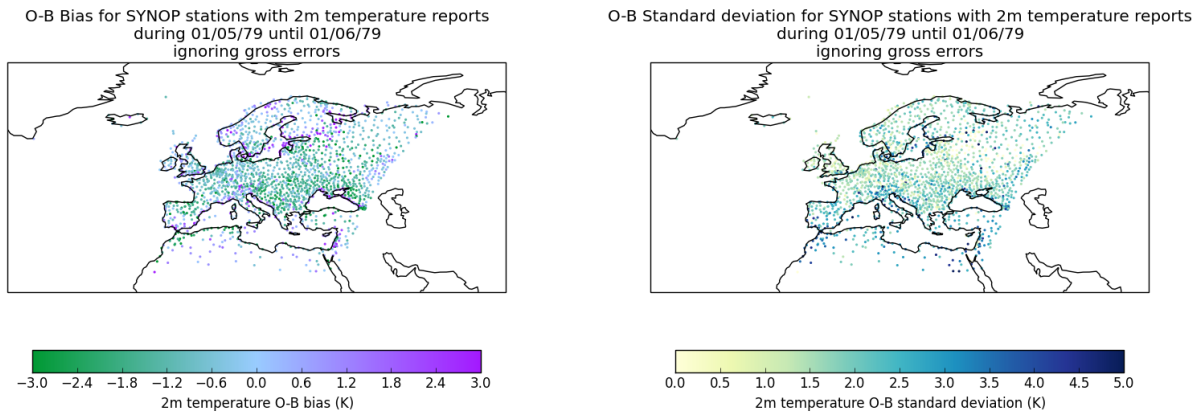 O-B Bias for SYNOP stations with 2m temperature reports
during 01/05/79 until 01/06/79
ignoring gross errors
−3.0 −2.4 −1.8 −1.2 −0.6 0.0 0.6 1.2 1.8 2.4 3.0
2m temperature O-B bias (K)
O-B Standard deviation for SYNOP stations with 2m temperature reports
during 01/05/79 until 01/06/79
ignoring gross errors
0.0 0.5 1.0 1.5 2.0 2.5 3.0 3.5 4.0 4.5 5.0
2m temperature O-B standard deviation (K)